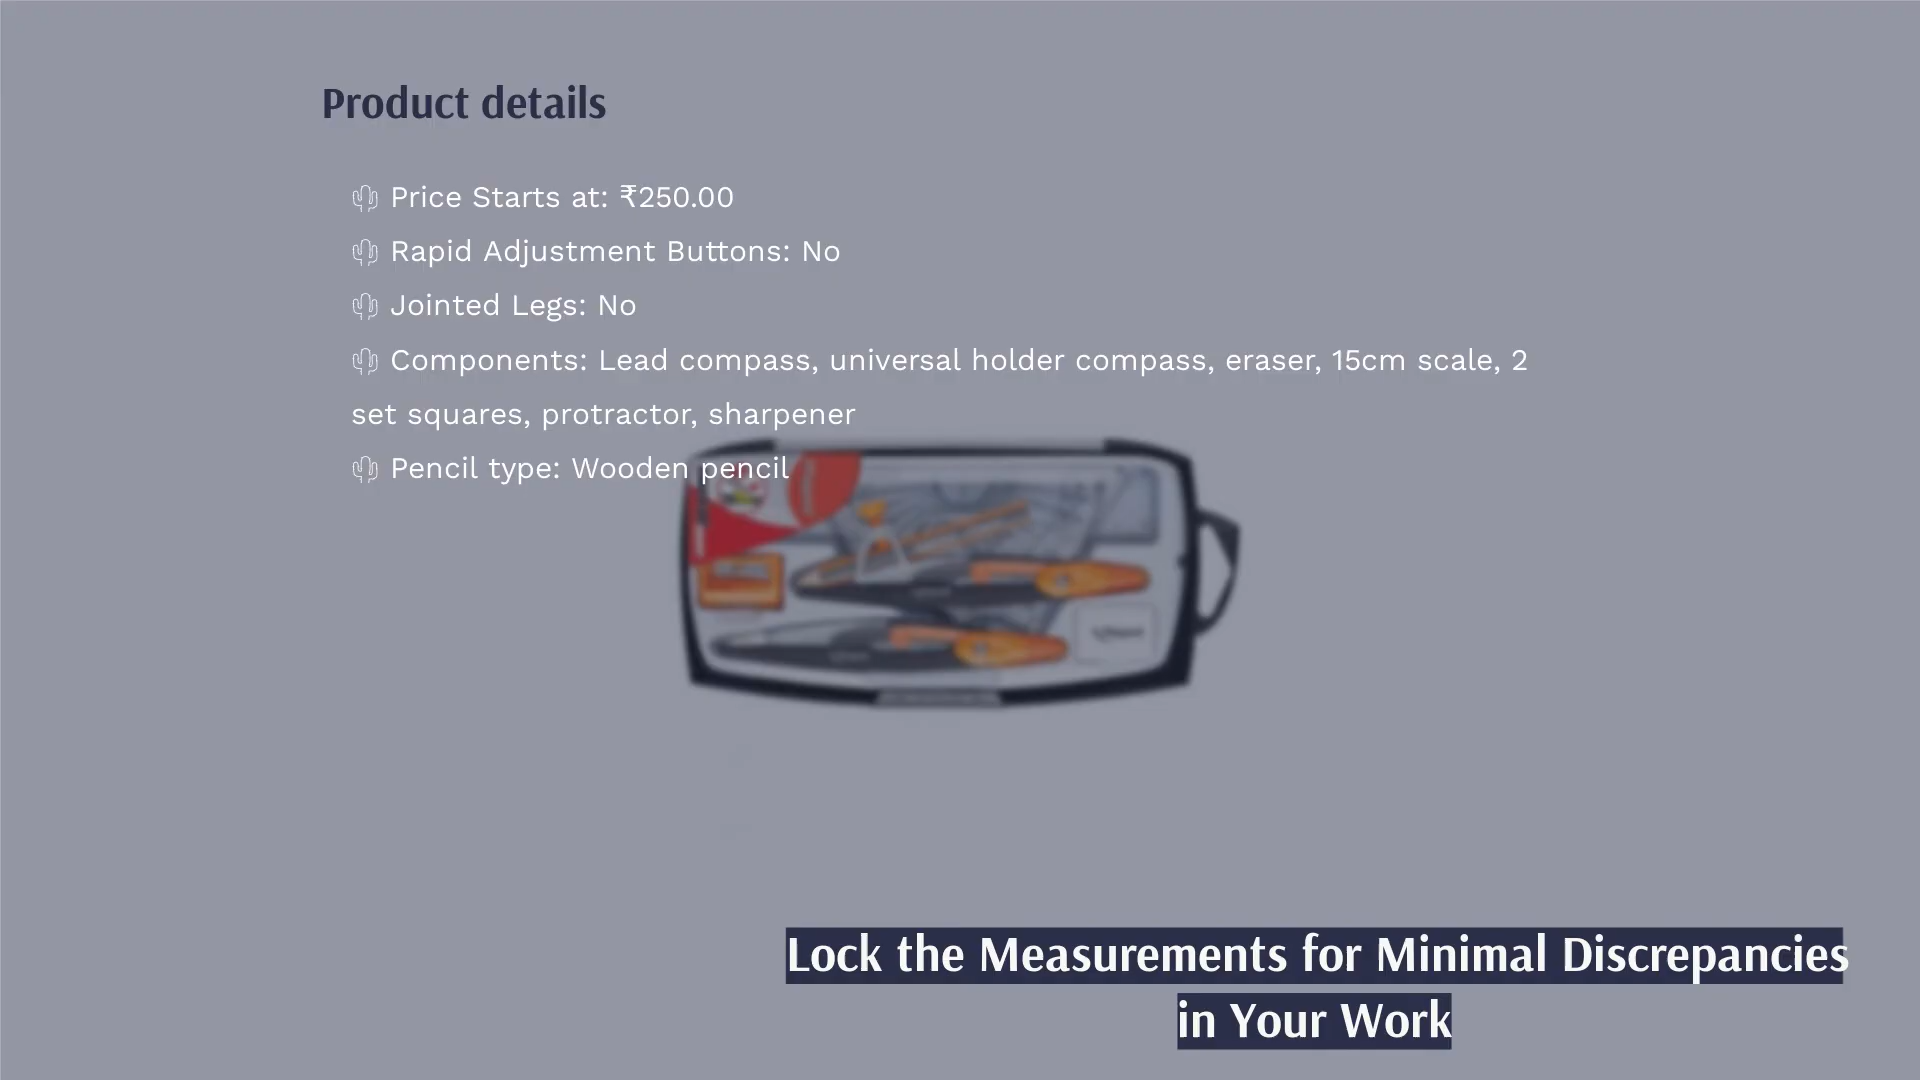 Product details
Price Starts at: ₹250.00
Rapid Adjustment Buttons: No
Jointed Legs: No
Components: Lead compass, universal holder compass, eraser, 15cm scale, 2
set squares, protractor, sharpener
Pencil type: Wooden pencil
Lock the Measurements for Minimal Discrepancies
in Your Work